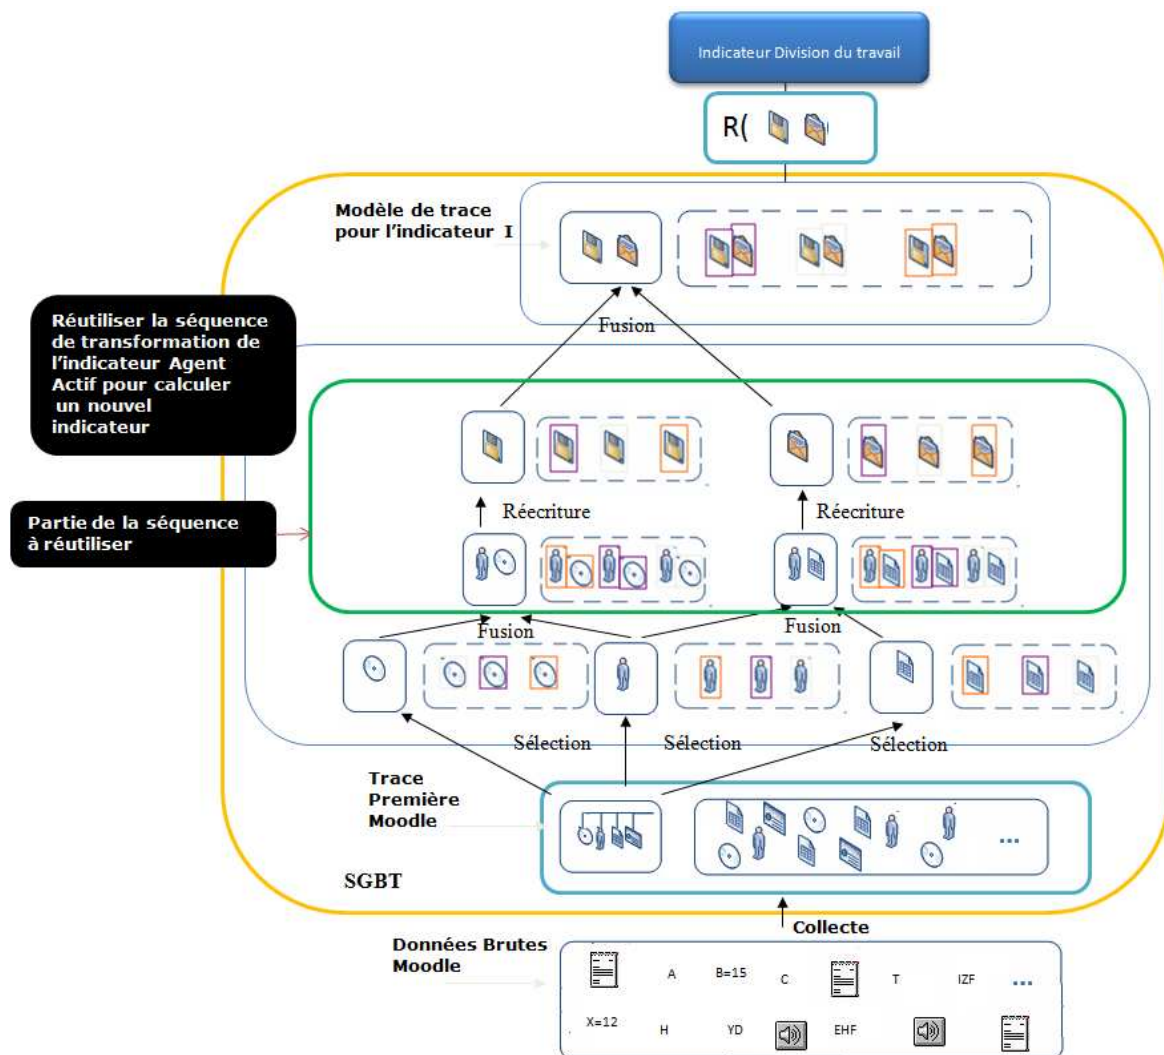 Indicateur Division du travail
R(
Modèle de trace
pour l'indicateur I
Fusion
Réutiliser la séquence
de transformation de
l'indicateur Agent
Actif pour calculer
un nouvel
indicateur
Partie de la séquence
à réutiliser
Réecriture
Réecriture
Fusion
Fusion
Sélection
Sélection
Sélection
Trace
Première
Moodle
...
SGBT
Collecte
Données Brutes
Moodle
A
B=15
C
T
IZF
...
X=12
H
YD
EHF